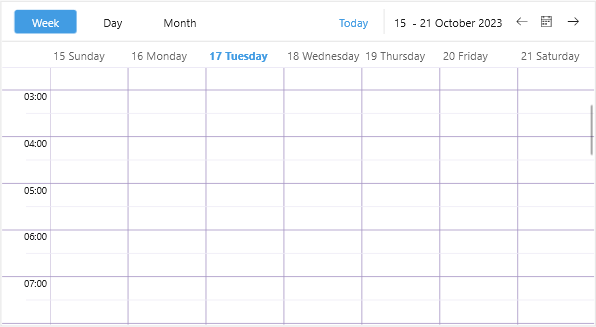 Week Day Month Today 15 - 21 October 2023
15 Sunday 16 Monday 17 Tuesday 18 Wednesday 19 Thursday 20 Friday 21 Saturday
03:00
04:00
05:00
06:00
07:00